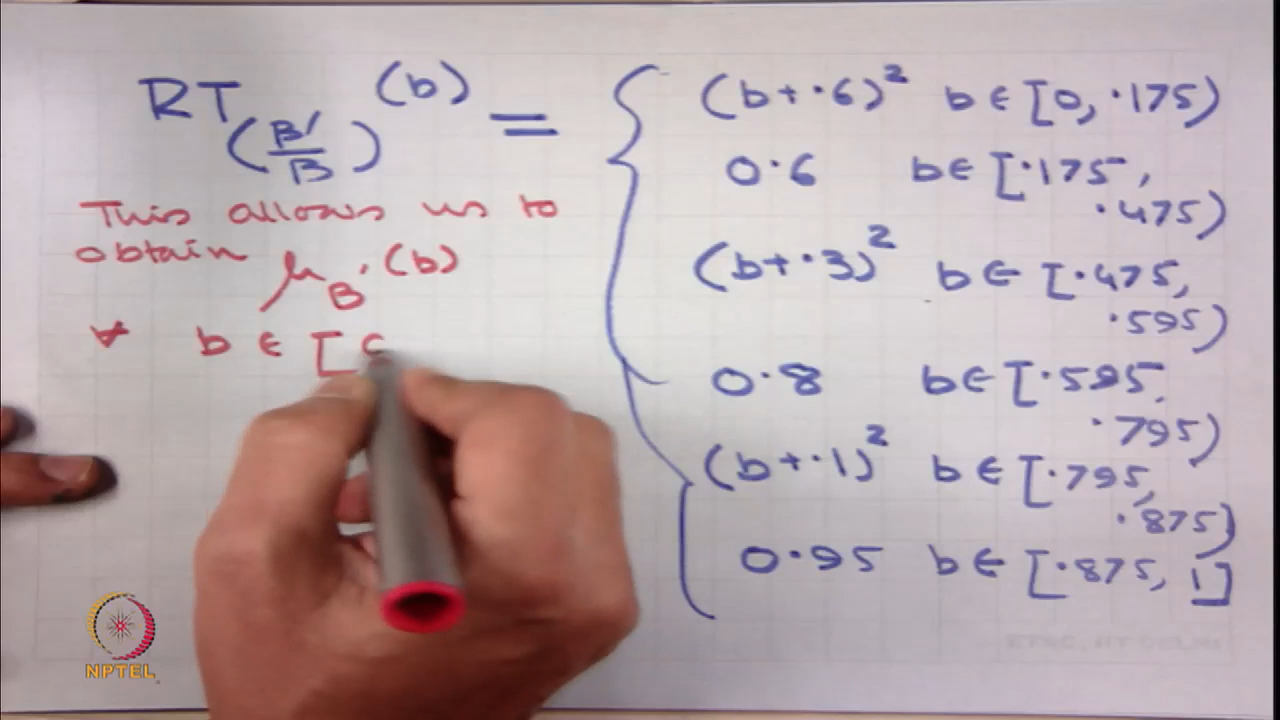 RT(B'/B)(b) =
(b+.6)² b ∈ [0, .175)
0.6 b ∈ [.175, .475)
(b+.3)² b ∈ [.475, .595)
0.8 b ∈ [.595, .795)
(b+.1)² b ∈ [.795, .875)
0.95 b ∈ [.875, 1]
This allows us to
obtain μB'(b)
∀ b ∈ [
NPTEL